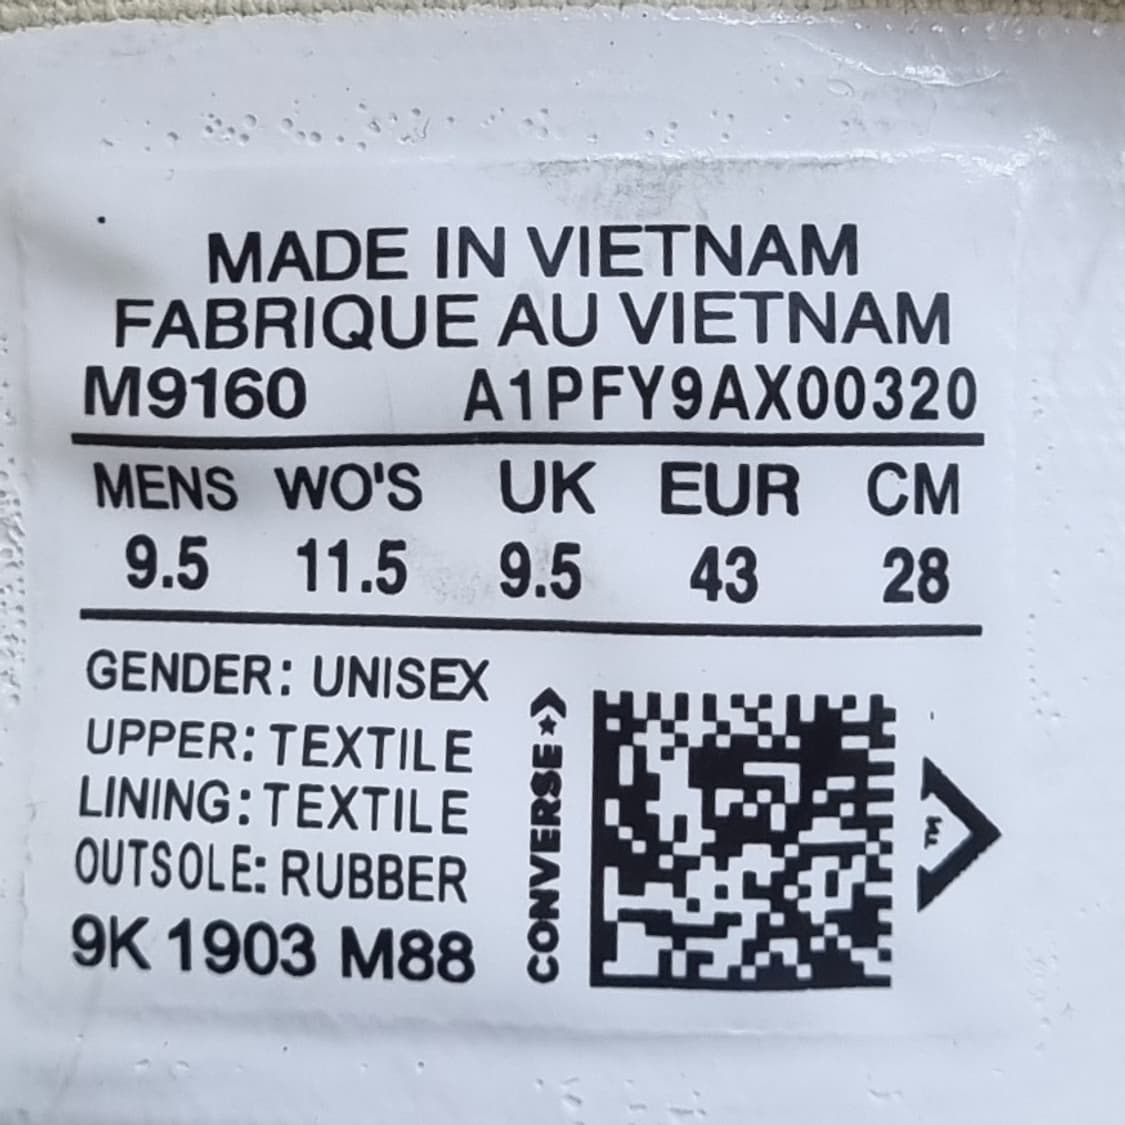 MADE IN VIETNAM
FABRIQUE AU VIETNAM
M9160 A1PFY9AX00320
MENS WO'S UK EUR CM
9.5 11.5 9.5 43 28
GENDER: UNISEX
UPPER: TEXTILE
LINING: TEXTILE
OUTSOLE: RUBBER
9K 1903 M88
CONVERSE